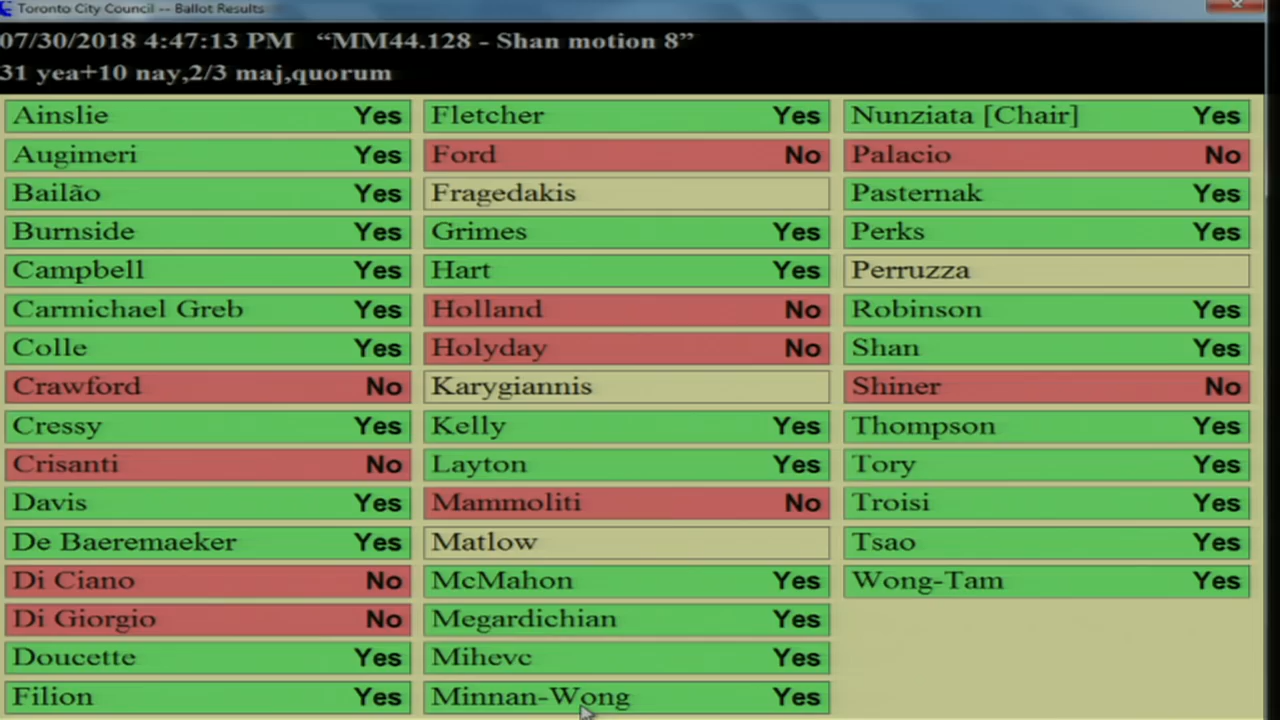 Toronto City Council -- Ballot Results
07/30/2018 4:47:13 PM “MM44.128 - Shan motion 8”
31 yea+10 nay,2/3 maj,quorum
Ainslie Yes
Augimeri Yes
Bailão Yes
Burnside Yes
Campbell Yes
Carmichael Greb Yes
Colle Yes
Crawford No
Cressy Yes
Crisanti No
Davis Yes
De Baeremaeker Yes
Di Ciano No
Di Giorgio No
Doucette Yes
Filion Yes
Fletcher Yes
Ford No
Fragedakis
Grimes Yes
Hart Yes
Holland No
Holyday No
Karygiannis
Kelly Yes
Layton Yes
Mammoliti No
Matlow
McMahon Yes
Megardichian Yes
Mihevc Yes
Minnan-Wong Yes
Nunziata [Chair] Yes
Palacio No
Pasternak Yes
Perks Yes
Perruzza
Robinson Yes
Shan Yes
Shiner No
Thompson Yes
Tory Yes
Troisi Yes
Tsao Yes
Wong-Tam Yes